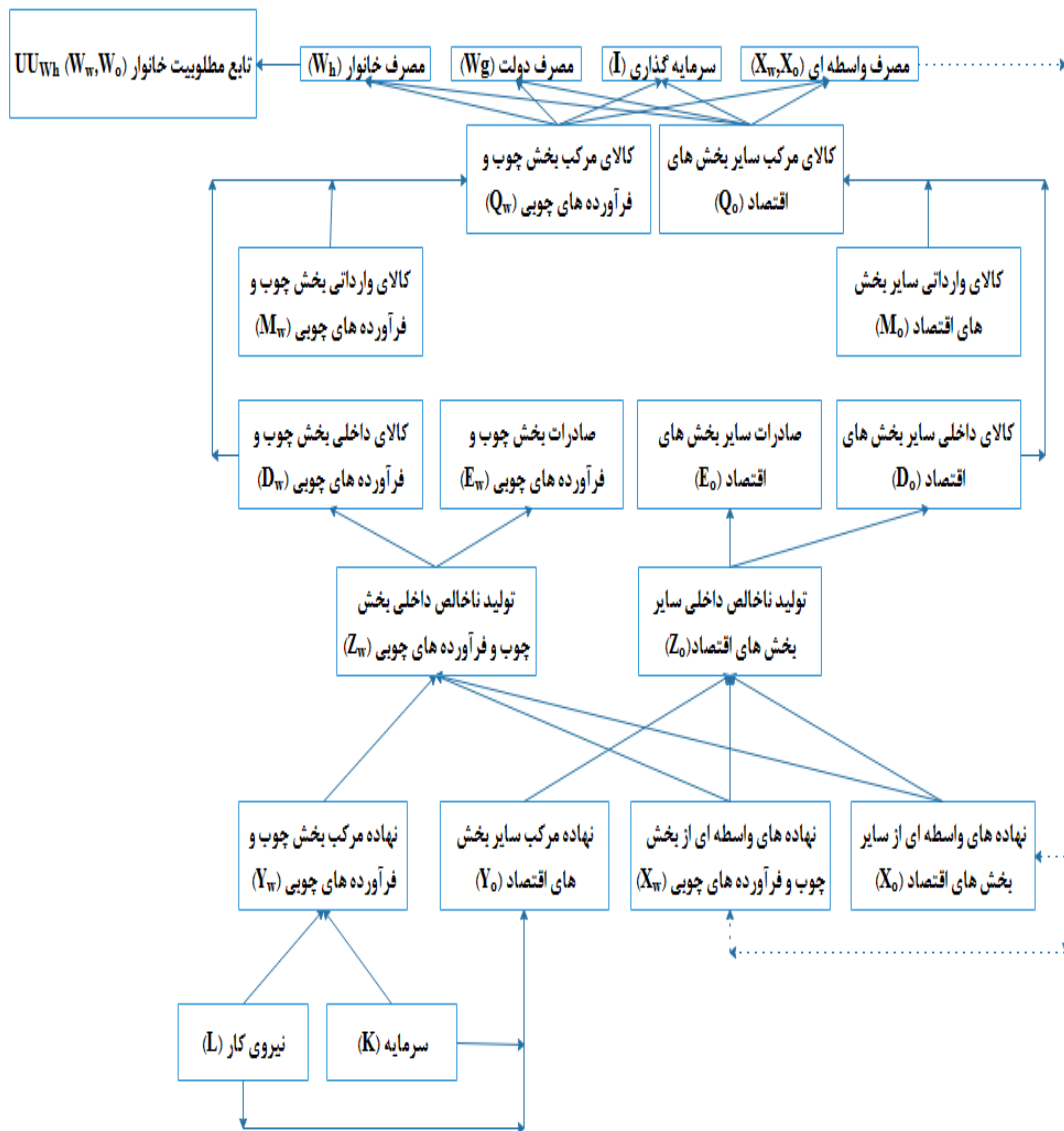 مصرف واسطه ای (Xw,Xo)
سرمایه گذاری (I)
مصرف دولت (Wg)
مصرف خانوار (Wh)
تابع مطلوبیت خانوار UUWh (Ww,Wo)
کالای مرکب سایر بخش های
اقتصاد (Qo)
کالای مرکب بخش چوب و
فرآورده های چوبی (Qw)
کالای وارداتی سایر بخش
های اقتصاد (Mo)
کالای وارداتی بخش چوب و
فرآورده های چوبی (Mw)
کالای داخلی سایر بخش های
اقتصاد (Do)
صادرات سایر بخش های
اقتصاد (Eo)
صادرات بخش چوب و
فرآورده های چوبی (Ew)
کالای داخلی بخش چوب و
فرآورده های چوبی (Dw)
تولید ناخالص داخلی سایر
بخش های اقتصاد(Zo)
تولید ناخالص داخلی بخش
چوب و فرآورده های چوبی (Zw)
نهاده های واسطه ای از سایر
بخش های اقتصاد (Xo)
نهاده های واسطه ای از بخش
چوب و فرآورده های چوبی (Xw)
نهاده مرکب سایر بخش
های اقتصاد (Yo)
نهاده مرکب بخش چوب و
فرآورده های چوبی (Yw)
سرمایه (K)
نیروی کار (L)